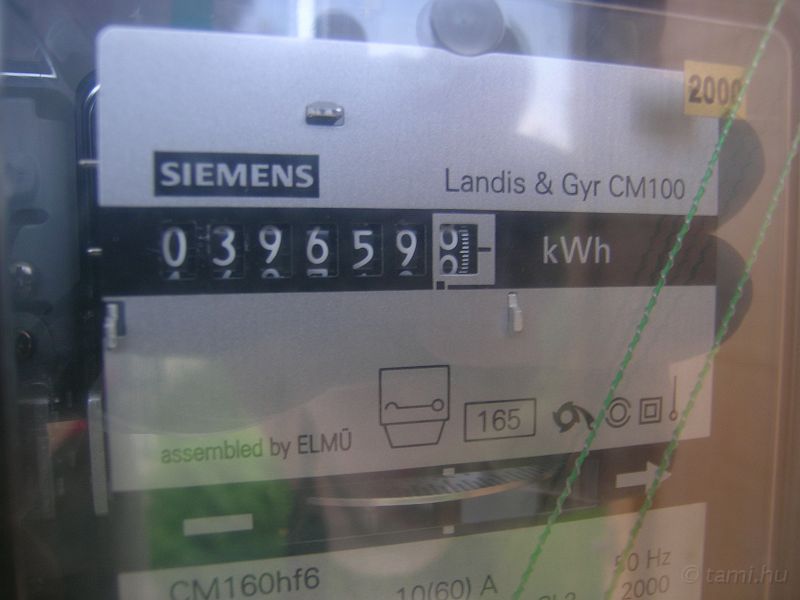 2000
SIEMENS
Landis & Gyr CM100
039659 kWh
165
assembled by ELMŰ
CM160hf6
10(60) A
50 Hz
2000
© tami.hu